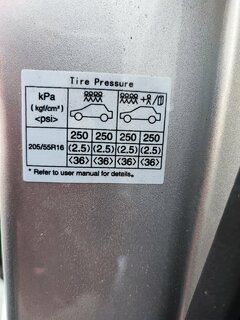 Tire Pressure
kPa
(kgf/cm²)
<psi>
205/55R16
250 250 250 250
(2.5) (2.5) (2.5) (2.5)
<36> <36> <36> <36>
* Refer to user manual for details。